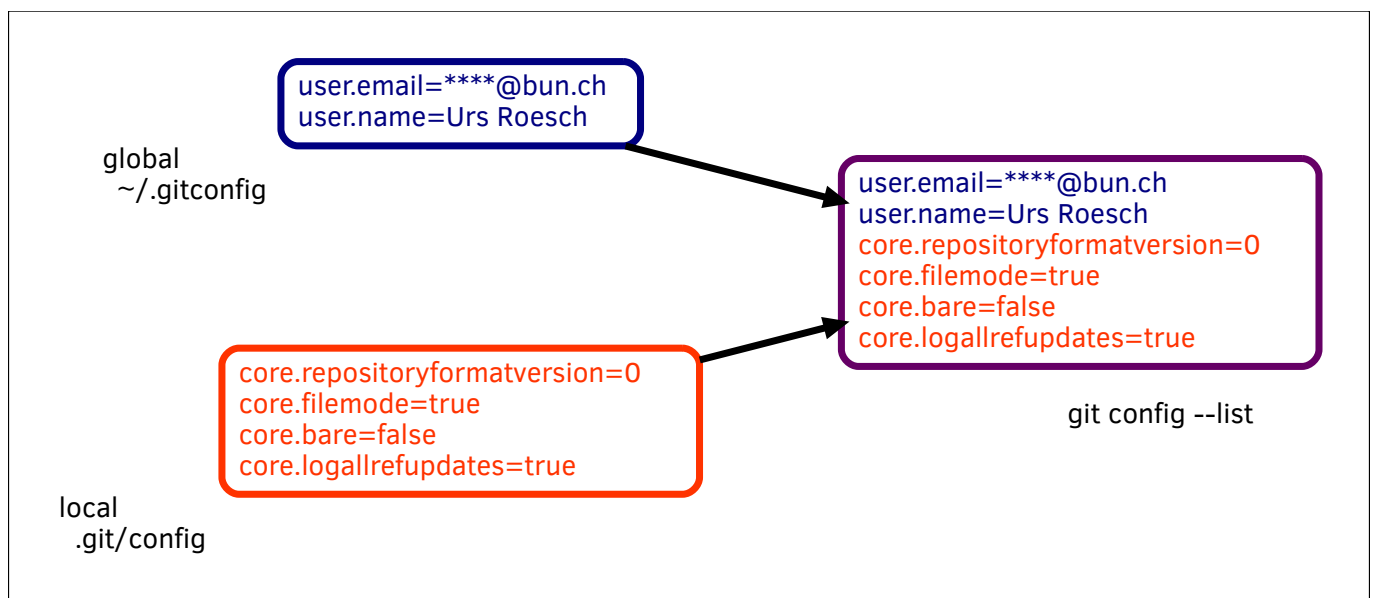 user.email=****@bun.ch
user.name=Urs Roesch
global
~/.gitconfig
user.email=****@bun.ch
user.name=Urs Roesch
core.repositoryformatversion=0
core.filemode=true
core.bare=false
core.logallrefupdates=true
git config --list
core.repositoryformatversion=0
core.filemode=true
core.bare=false
core.logallrefupdates=true
local
.git/config